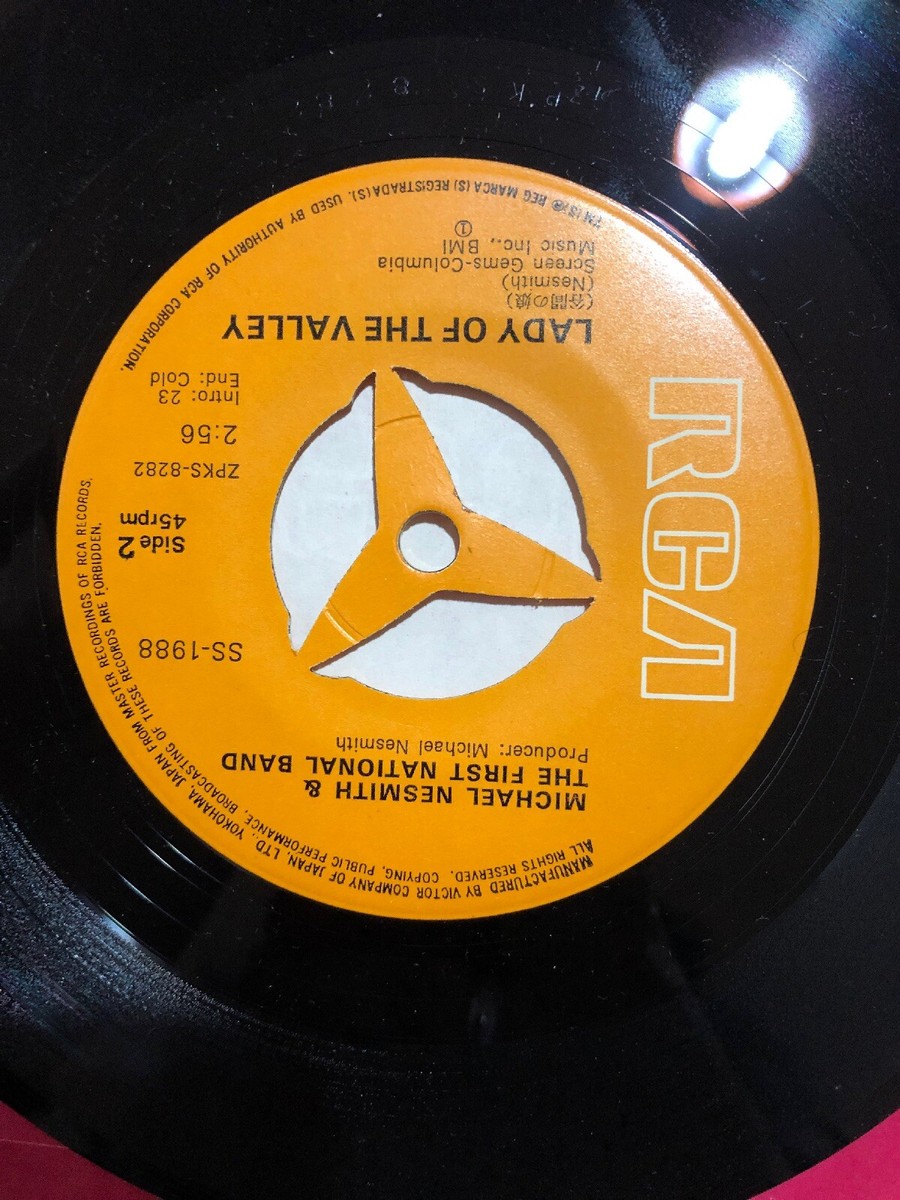 RCA
MICHAEL NESMITH &
THE FIRST NATIONAL BAND
Producer: Michael Nesmith
SS-1988
Side 2
45rpm
ZPKS-8282
2:56
Intro: 23
End: Cold
LADY OF THE VALLEY
(谷間の娘)
(Nesmith)
Screen Gems-Columbia
Music Inc., BMI
①
MANUFACTURED BY VICTOR COMPANY OF JAPAN, LTD., YOKOHAMA, JAPAN FROM MASTER RECORDINGS OF RCA RECORDS,
ALL RIGHTS RESERVED. COPYING, PUBLIC PERFORMANCE, BROADCASTING OF THESE RECORDS ARE FORBIDDEN.
® REG MARCA(S) REGISTRADA(S). USED BY AUTHORITY OF RCA CORPORATION.